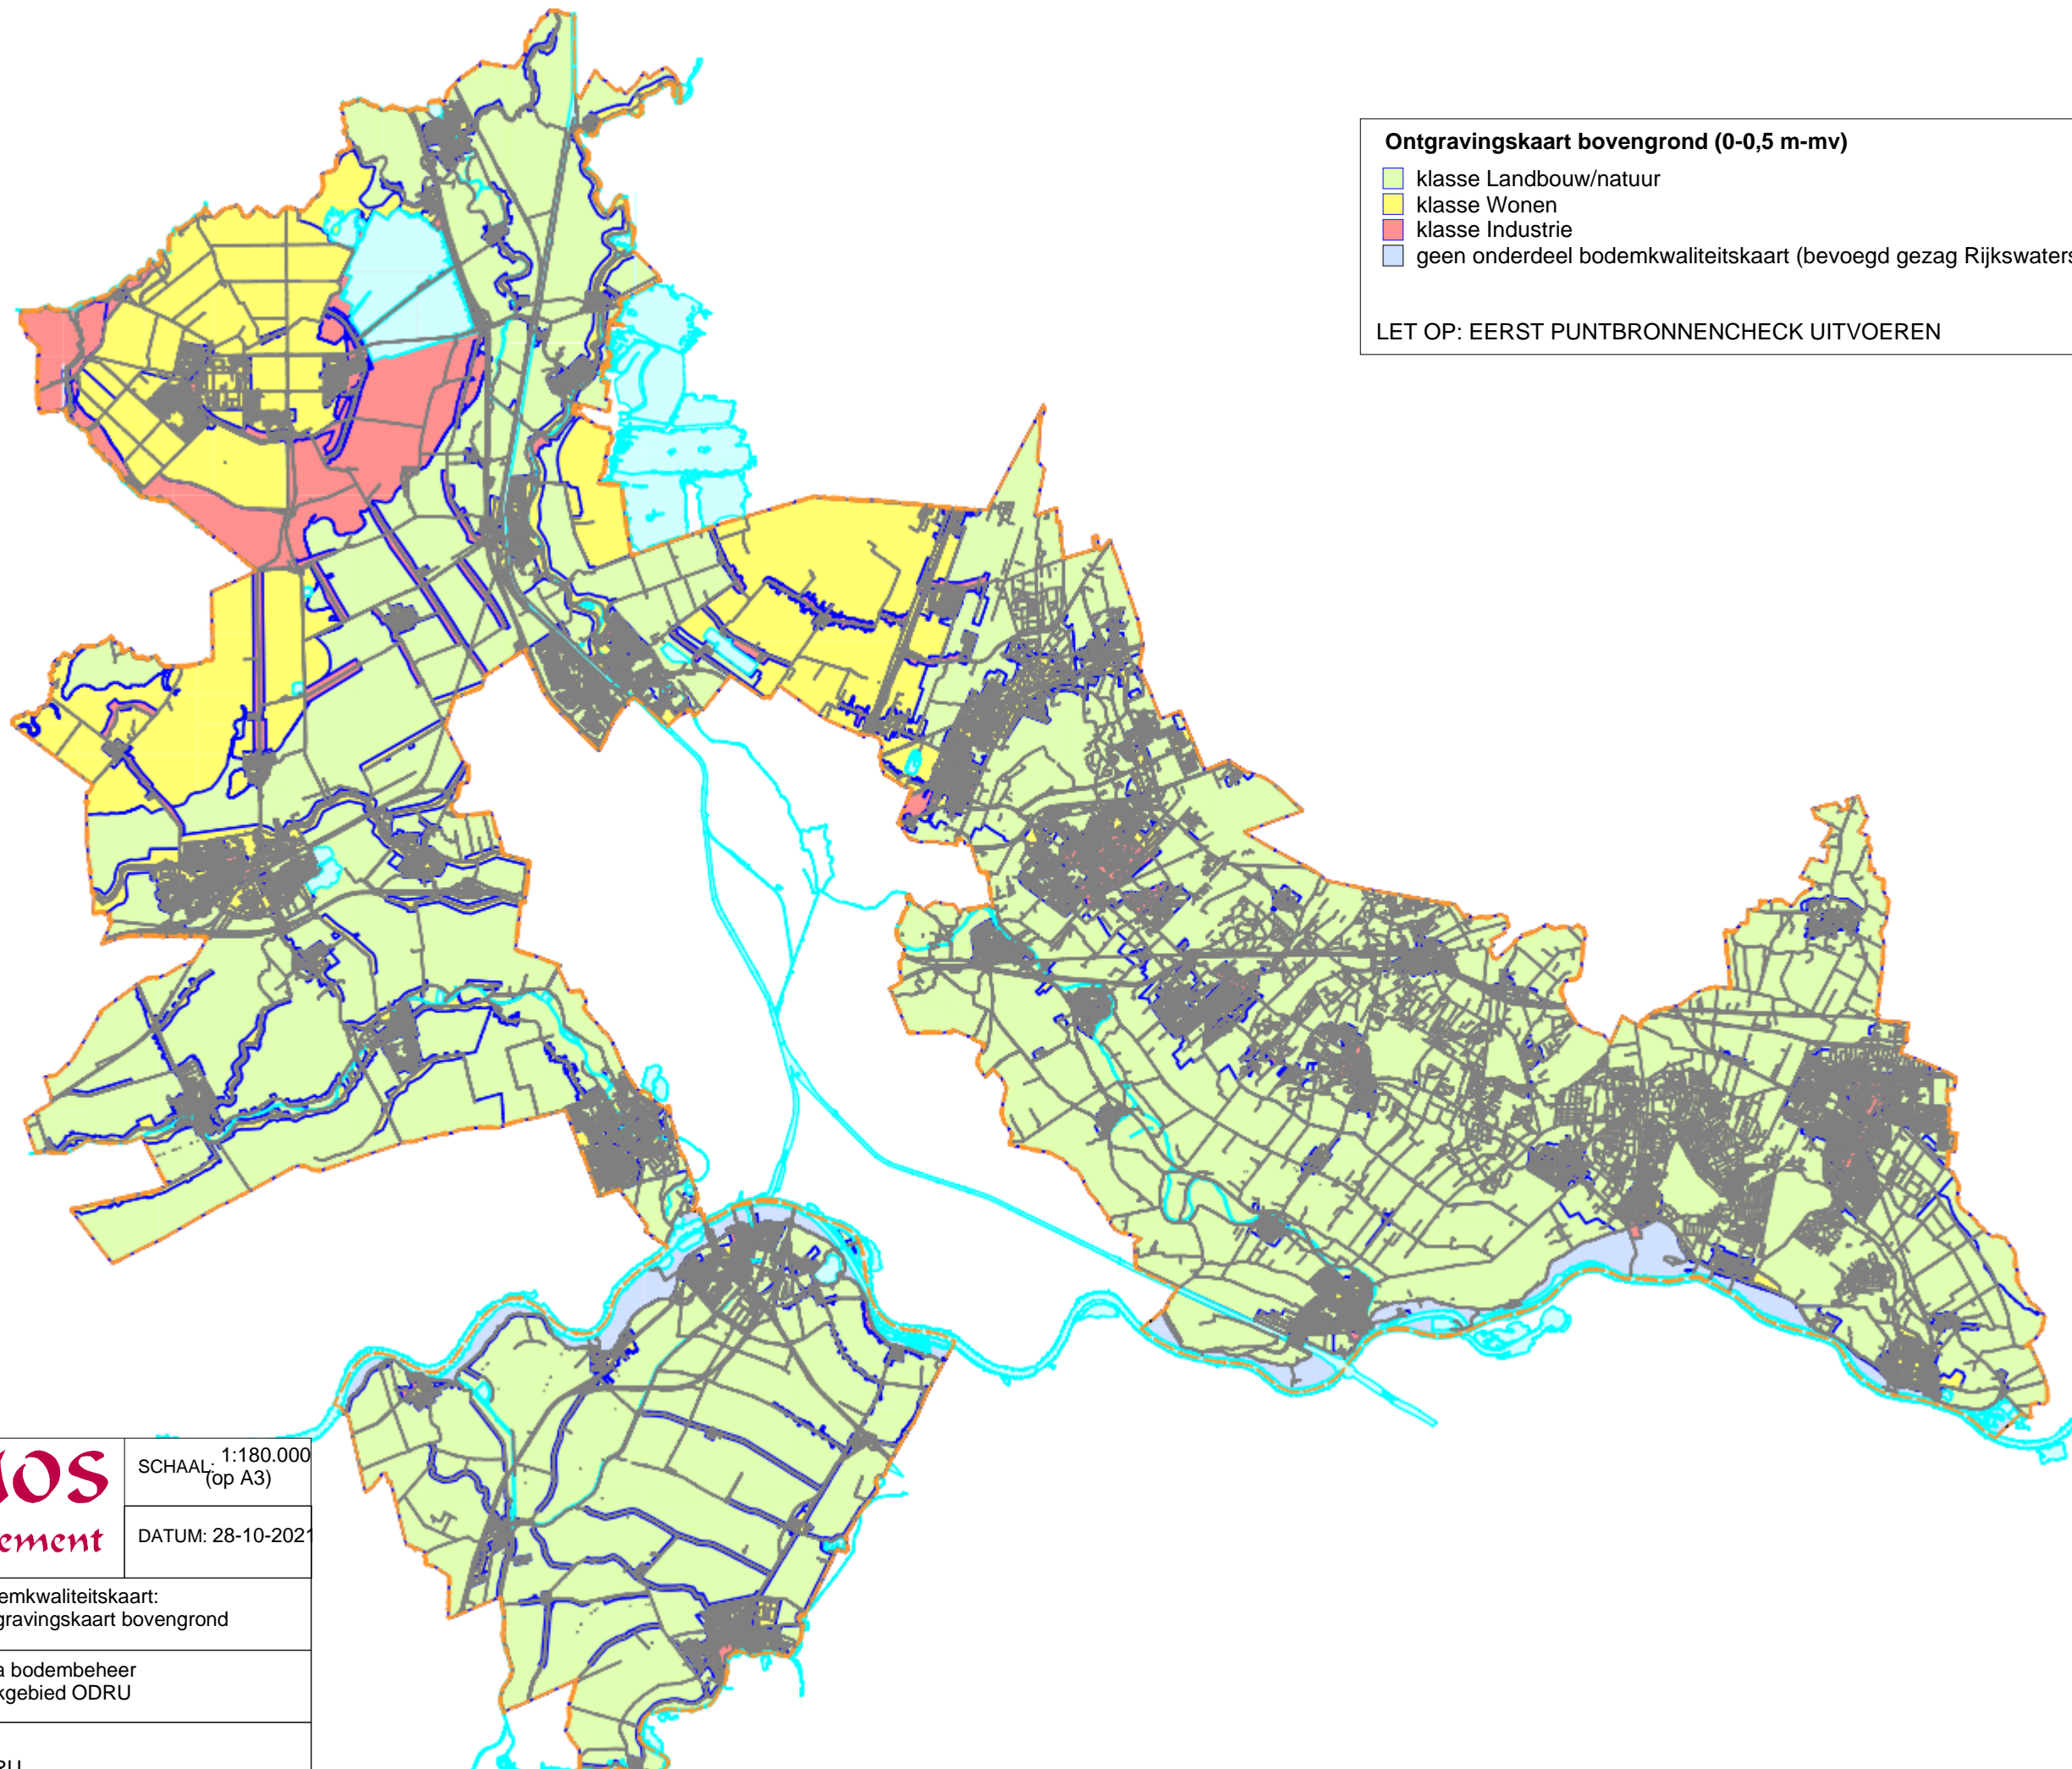 Ontgravingskaart bovengrond (0-0,5 m-mv)
klasse Landbouw/natuur
klasse Wonen
klasse Industrie
geen onderdeel bodemkwaliteitskaart (bevoegd gezag Rijkswaters
LET OP: EERST PUNTBRONNENCHECK UITVOEREN
os
ement
SCHAAL: 1:180.000
(op A3)
DATUM: 28-10-2021
emkwaliteitskaart:
gravingskaart bovengrond
a bodembeheer
kgebied ODRU